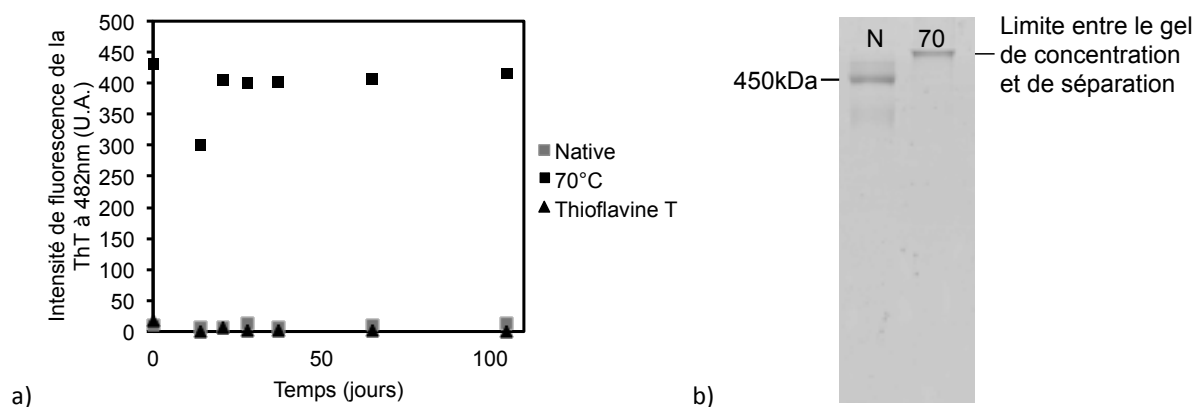 Intensité de fluorescence de la
ThT à 482nm (U.A.)
500
450
400
350
300
250
200
150
100
50
0
0
50
100
Temps (jours)
Native
70°C
Thioflavine T
a)
N
70
450kDa
Limite entre le gel
de concentration
et de séparation
b)